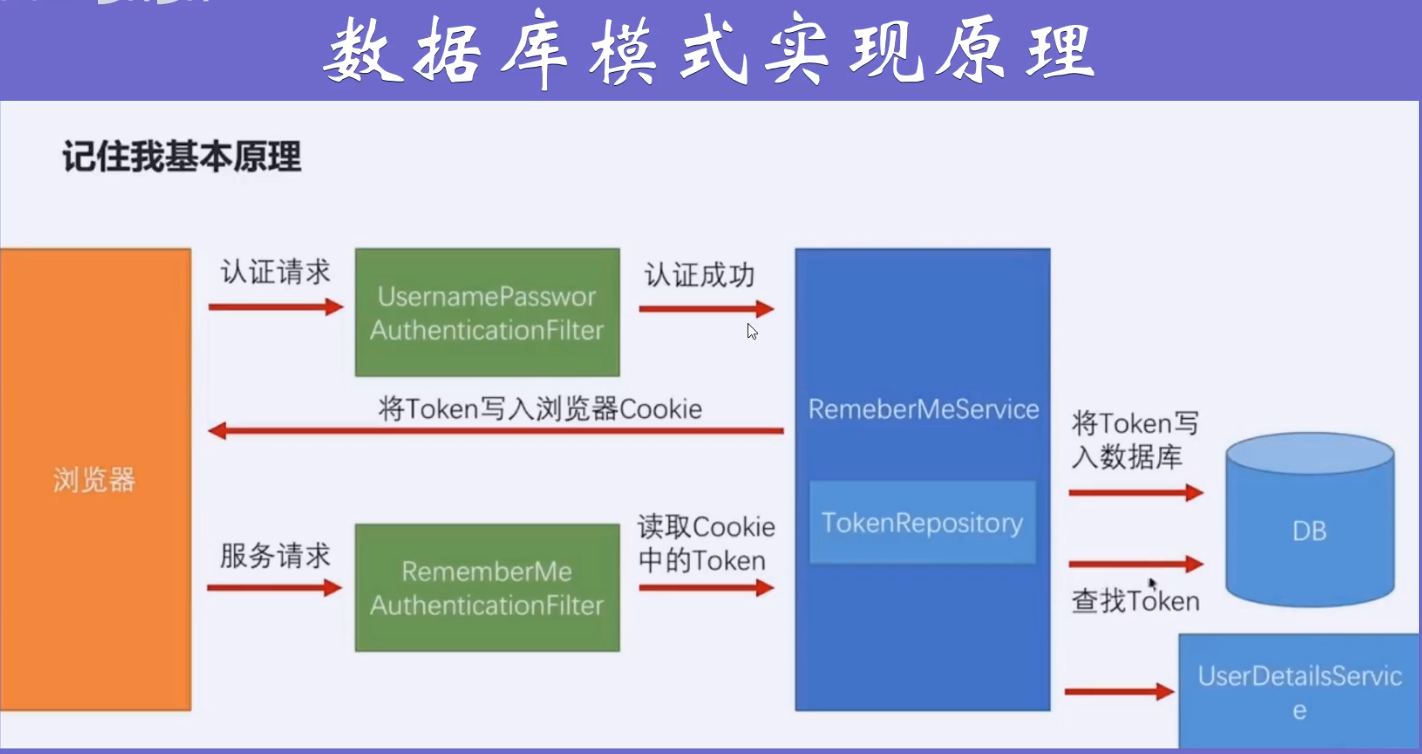 数据库模式实现原理
记住我基本原理
认证请求
UsernamePasswor
AuthenticationFilter
认证成功
将Token写入浏览器Cookie
RemeberMeService
将Token写
入数据库
浏览器
TokenRepository
DB
服务请求
RememberMe
AuthenticationFilter
读取Cookie
中的Token
查找Token
UserDetailsServic
e